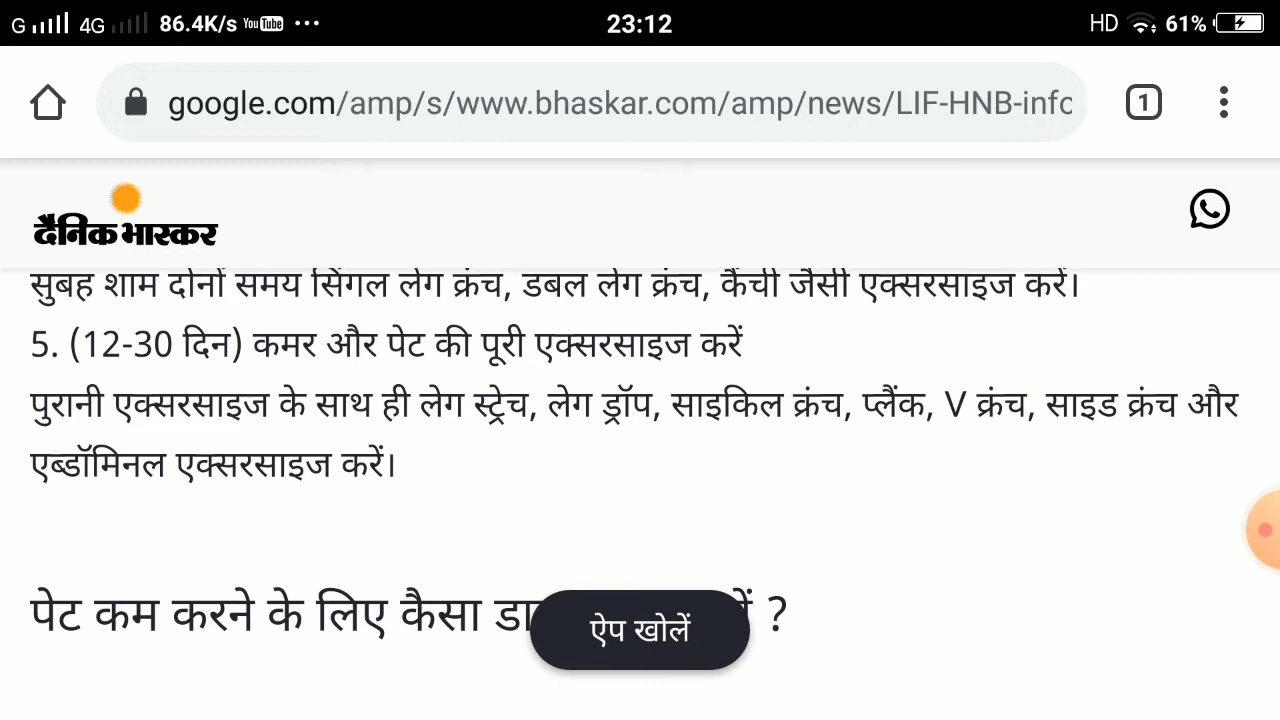 G 4G 86.4K/s YouTube ... 23:12 HD 61%
google.com/amp/s/www.bhaskar.com/amp/news/LIF-HNB-info
1
दैनिक भास्कर
सुबह शाम दोनों समय सिंगल लेग क्रंच, डबल लेग क्रंच, कैंची जैसी एक्सरसाइज करें।
5. (12-30 दिन) कमर और पेट की पूरी एक्सरसाइज करें
पुरानी एक्सरसाइज के साथ ही लेग स्ट्रेच, लेग ड्रॉप, साइकिल क्रंच, प्लैंक, V क्रंच, साइड क्रंच और
एब्डॉमिनल एक्सरसाइज करें।
पेट कम करने के लिए कैसा ?
ऐप खोलें